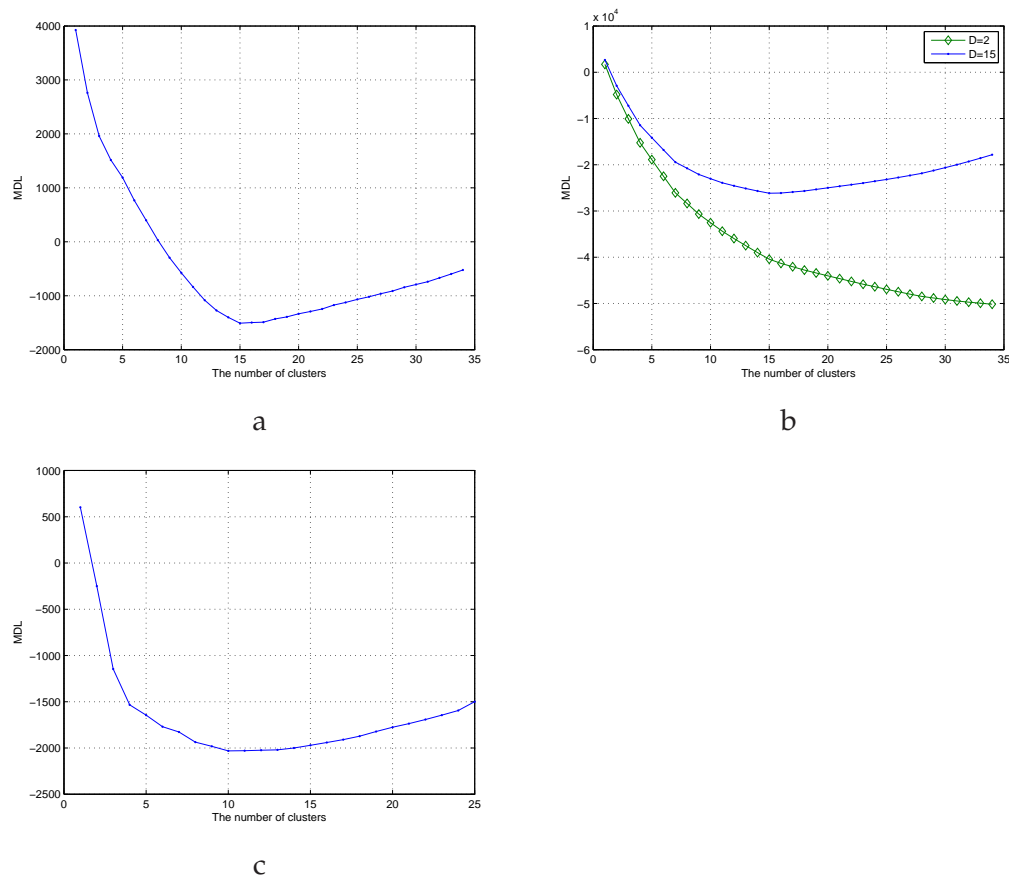 4000
3000
2000
1000
0
−1000
−2000
MDL
0 5 10 15 20 25 30 35
The number of clusters
a
x 10^4
1
0
−1
−2
−3
−4
−5
−6
MDL
D=2
D=15
0 5 10 15 20 25 30 35
The number of clusters
b
1000
500
0
−500
−1000
−1500
−2000
−2500
MDL
0 5 10 15 20 25
The number of clusters
c